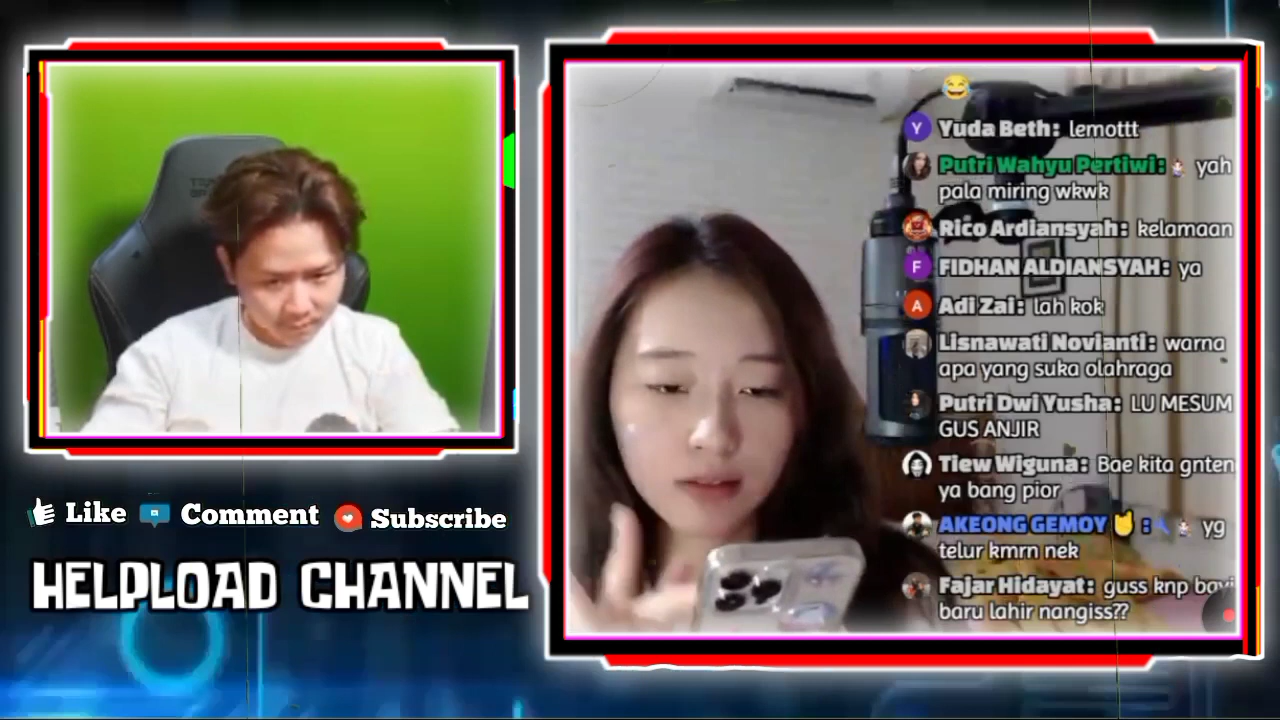 Like Comment Subscribe
HELPLOAD CHANNEL
Yuda Beth: lemottt
Putri Wahyu Pertiwi: yah
pala miring wkwk
Rico Ardiansyah: kelamaan
FIDHAN ALDIANSYAH: ya
Adi Zai: lah kok
Lisnawati Novianti: warna
apa yang suka olahraga
Putri Dwi Yusha: LU MESUM
GUS ANJIR
Tiew Wiguna: Bae kita gnten
ya bang pior
AKEONG GEMOY 🤘: yg
telur kmrn nek
Fajar Hidayat: guss knp bayi
baru lahir nangiss??
Y
F
A